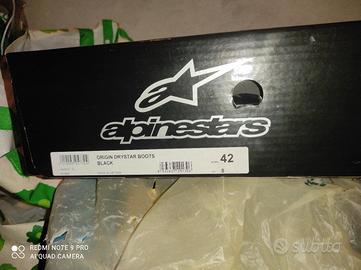 alpinestars
ORIGIN DRYSTAR BOOTS
BLACK
42
8
REDMI NOTE 9 PRO
AI QUAD CAMERA
subito